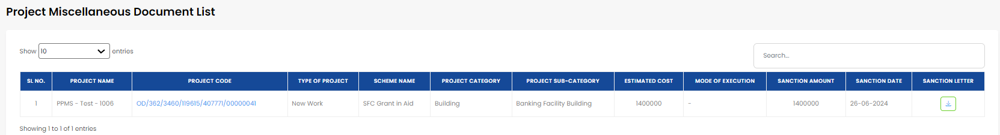 Project Miscellaneous Document List
Show 10 entries
Search...
SL NO. PROJECT NAME PROJECT CODE TYPE OF PROJECT SCHEME NAME PROJECT CATEGORY PROJECT SUB-CATEGORY ESTIMATED COST MODE OF EXECUTION SANCTION AMOUNT SANCTION DATE SANCTION LETTER
1 PPMS - Test - 1006 OD/362/3460/119615/407771/00000041 New Work SFC Grant in Aid Building Banking Facility Building 1400000 - 1400000 26-06-2024
Showing 1 to 1 of 1 entries